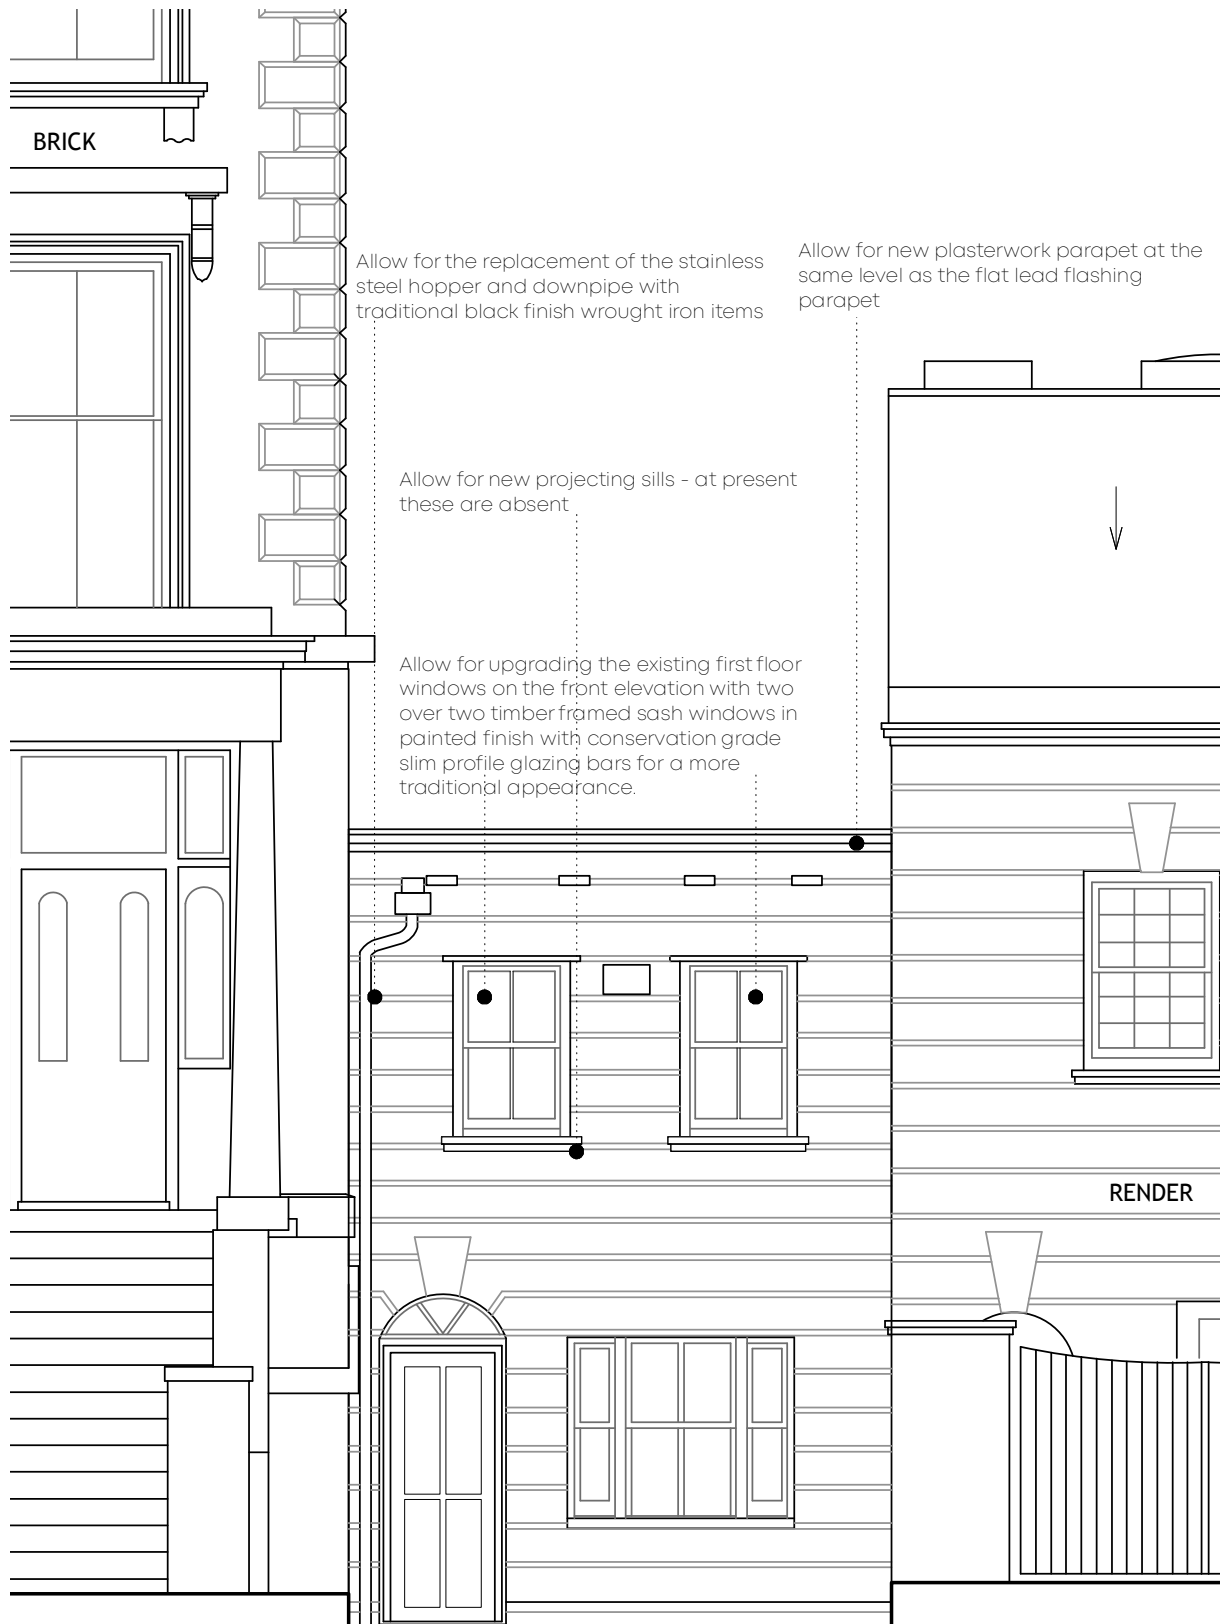 BRICK
Allow for the replacement of the stainless
steel hopper and downpipe with
traditional black finish wrought iron items
Allow for new plasterwork parapet at the
same level as the flat lead flashing
parapet
Allow for new projecting sills - at present
these are absent
Allow for upgrading the existing first floor
windows on the front elevation with two
over two timber framed sash windows in
painted finish with conservation grade
slim profile glazing bars for a more
traditional appearance.
RENDER